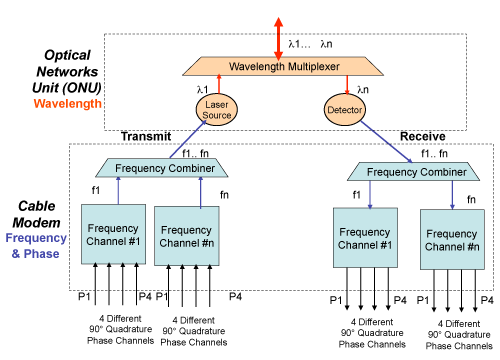 λ1… λn
Optical
Networks
Unit (ONU)
Wavelength
Wavelength Multiplexer
λ1
λn
Laser
Source
Detector
Transmit
Receive
f1.. fn
f1.. fn
Frequency Combiner
Frequency Combiner
f1
fn
f1
fn
Cable
Modem
Frequency
& Phase
Frequency
Channel #1
Frequency
Channel #n
Frequency
Channel #1
Frequency
Channel #n
P1
P4
P1
P4
P1
P4
P1
P4
4 Different
90° Quadrature
Phase Channels
4 Different
90° Quadrature
Phase Channels
4 Different
90° Quadrature
Phase Channels
4 Different
90° Quadrature
Phase Channels